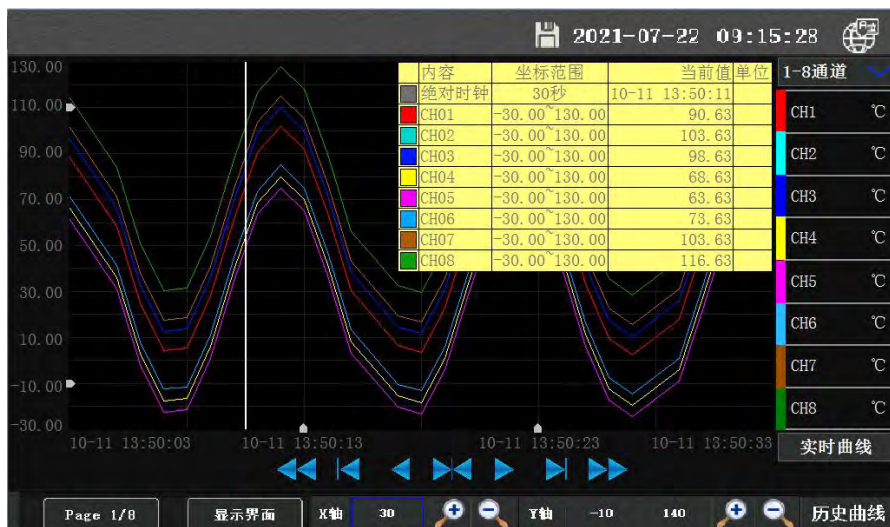 2021-07-22 09:15:28
130.00
110.00
90.00
70.00
50.00
30.00
10.00
-10.00
-30.00
内容 坐标范围 当前值 单位
绝对时钟 30秒 10-11 13:50:11
CH01 -30.00~130.00 90.63
CH02 -30.00~130.00 103.63
CH03 -30.00~130.00 98.63
CH04 -30.00~130.00 68.63
CH05 -30.00~130.00 63.63
CH06 -30.00~130.00 73.63
CH07 -30.00~130.00 103.63
CH08 -30.00~130.00 116.63
1-8通道
CH1 ℃
CH2 ℃
CH3 ℃
CH4 ℃
CH5 ℃
CH6 ℃
CH7 ℃
CH8 ℃
10-11 13:50:03 10-11 13:50:13 10-11 13:50:23 10-11 13:50:33
实时曲线
Page 1/8 显示界面 X轴 30 Y轴 -10 140 历史曲线